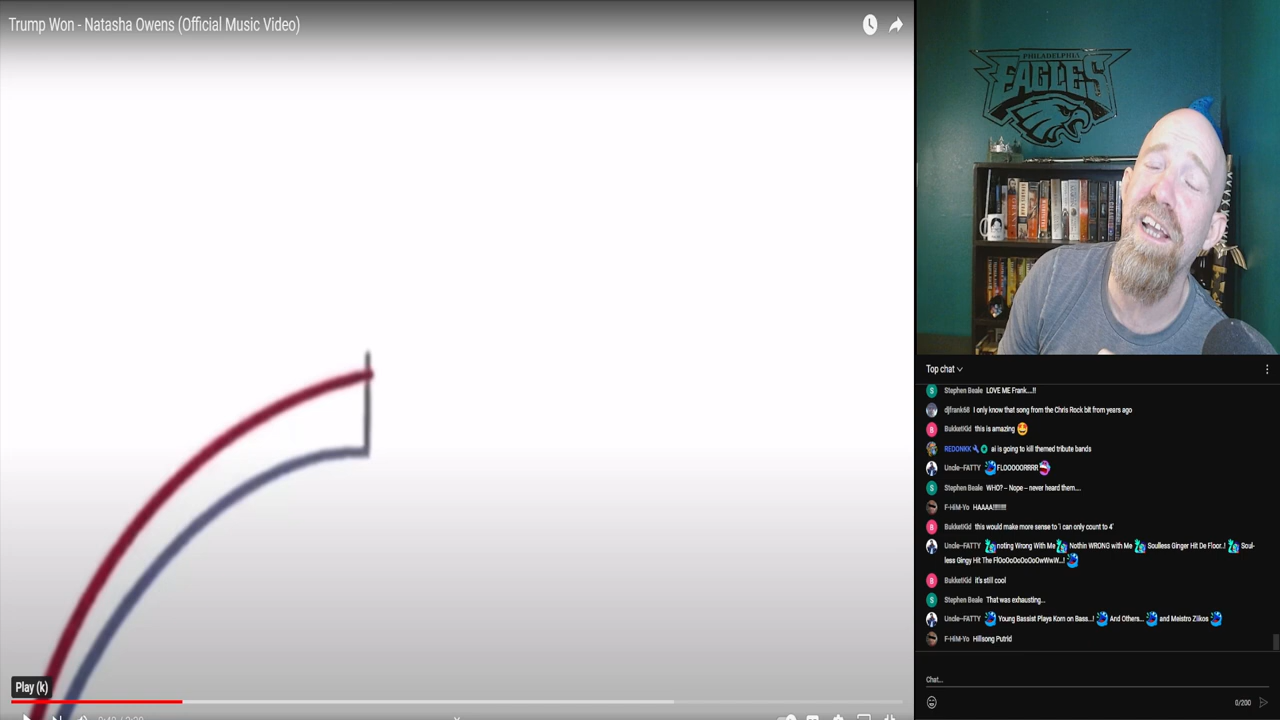 Trump Won - Natasha Owens (Official Music Video)
PHILADELPHIA
EAGLES
Top chat
S Stephen Beale LOVE ME Frank....!!
djfrank68 I only know that song from the Chris Rock bit from years ago
B BukketKid this is amazing
REDONKK ai is going to kill themed tribute bands
Uncle-FATTY FLOOOOORRRR
S Stephen Beale WHO? – Nope – never heard them....
F-HiM-Yo HAAAA!!!!!!!!
B BukketKid this would make more sense to 'i can only count to 4'
Uncle-FATTY noting Wrong With Me Nothin WRONG with Me Soulless Ginger Hit De Floor..! Soul-
less Gingy Hit The FlOoOoOoOoOoOwWwW...!
B BukketKid it's still cool
S Stephen Beale That was exhausting...
Uncle-FATTY Young Bassist Plays Korn on Bass...! And Others... and Meistro Ziikos
F-HiM-Yo Hillsong Putrid
Play (k)
Chat...
0/200